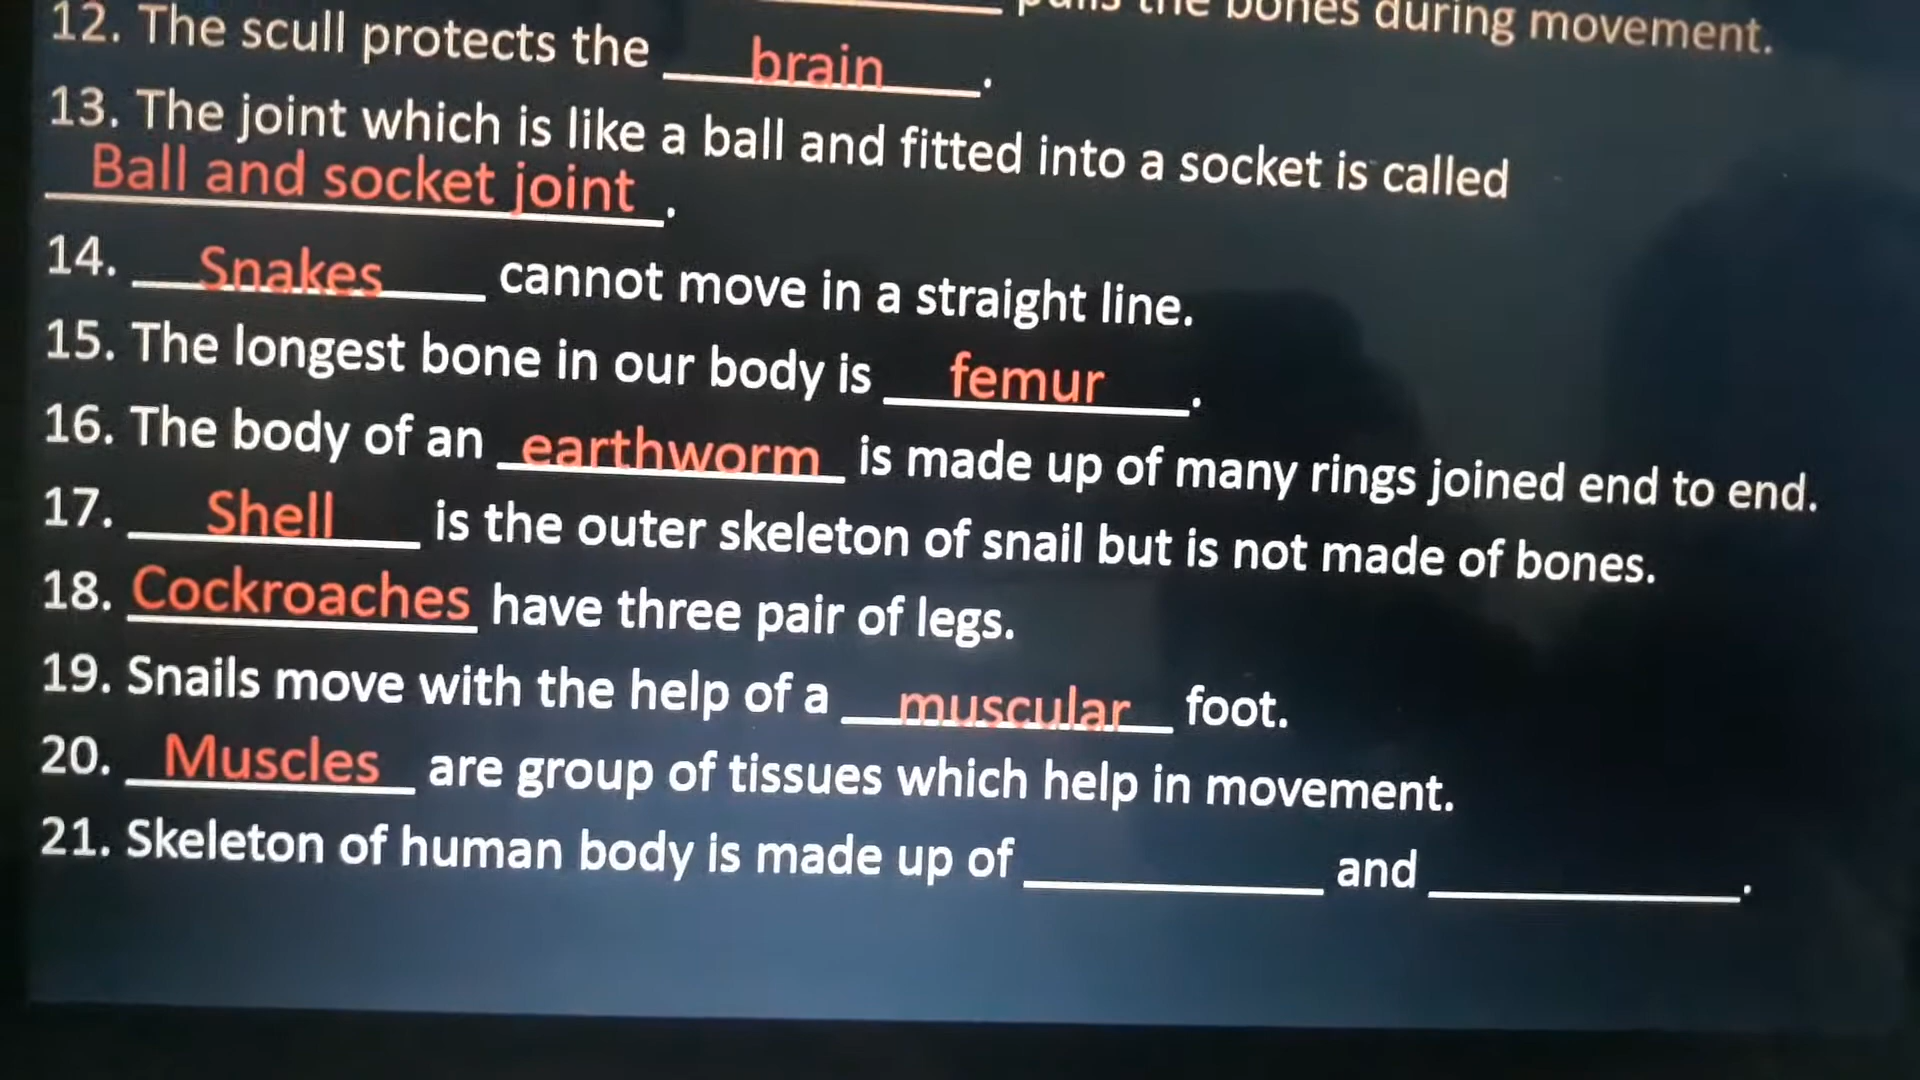 pulls the bones during movement.
12. The scull protects the brain.
13. The joint which is like a ball and fitted into a socket is called
Ball and socket joint.
14. Snakes cannot move in a straight line.
15. The longest bone in our body is femur.
16. The body of an earthworm is made up of many rings joined end to end.
17. Shell is the outer skeleton of snail but is not made of bones.
18. Cockroaches have three pair of legs.
19. Snails move with the help of a muscular foot.
20. Muscles are group of tissues which help in movement.
21. Skeleton of human body is made up of ____________ and ____________.